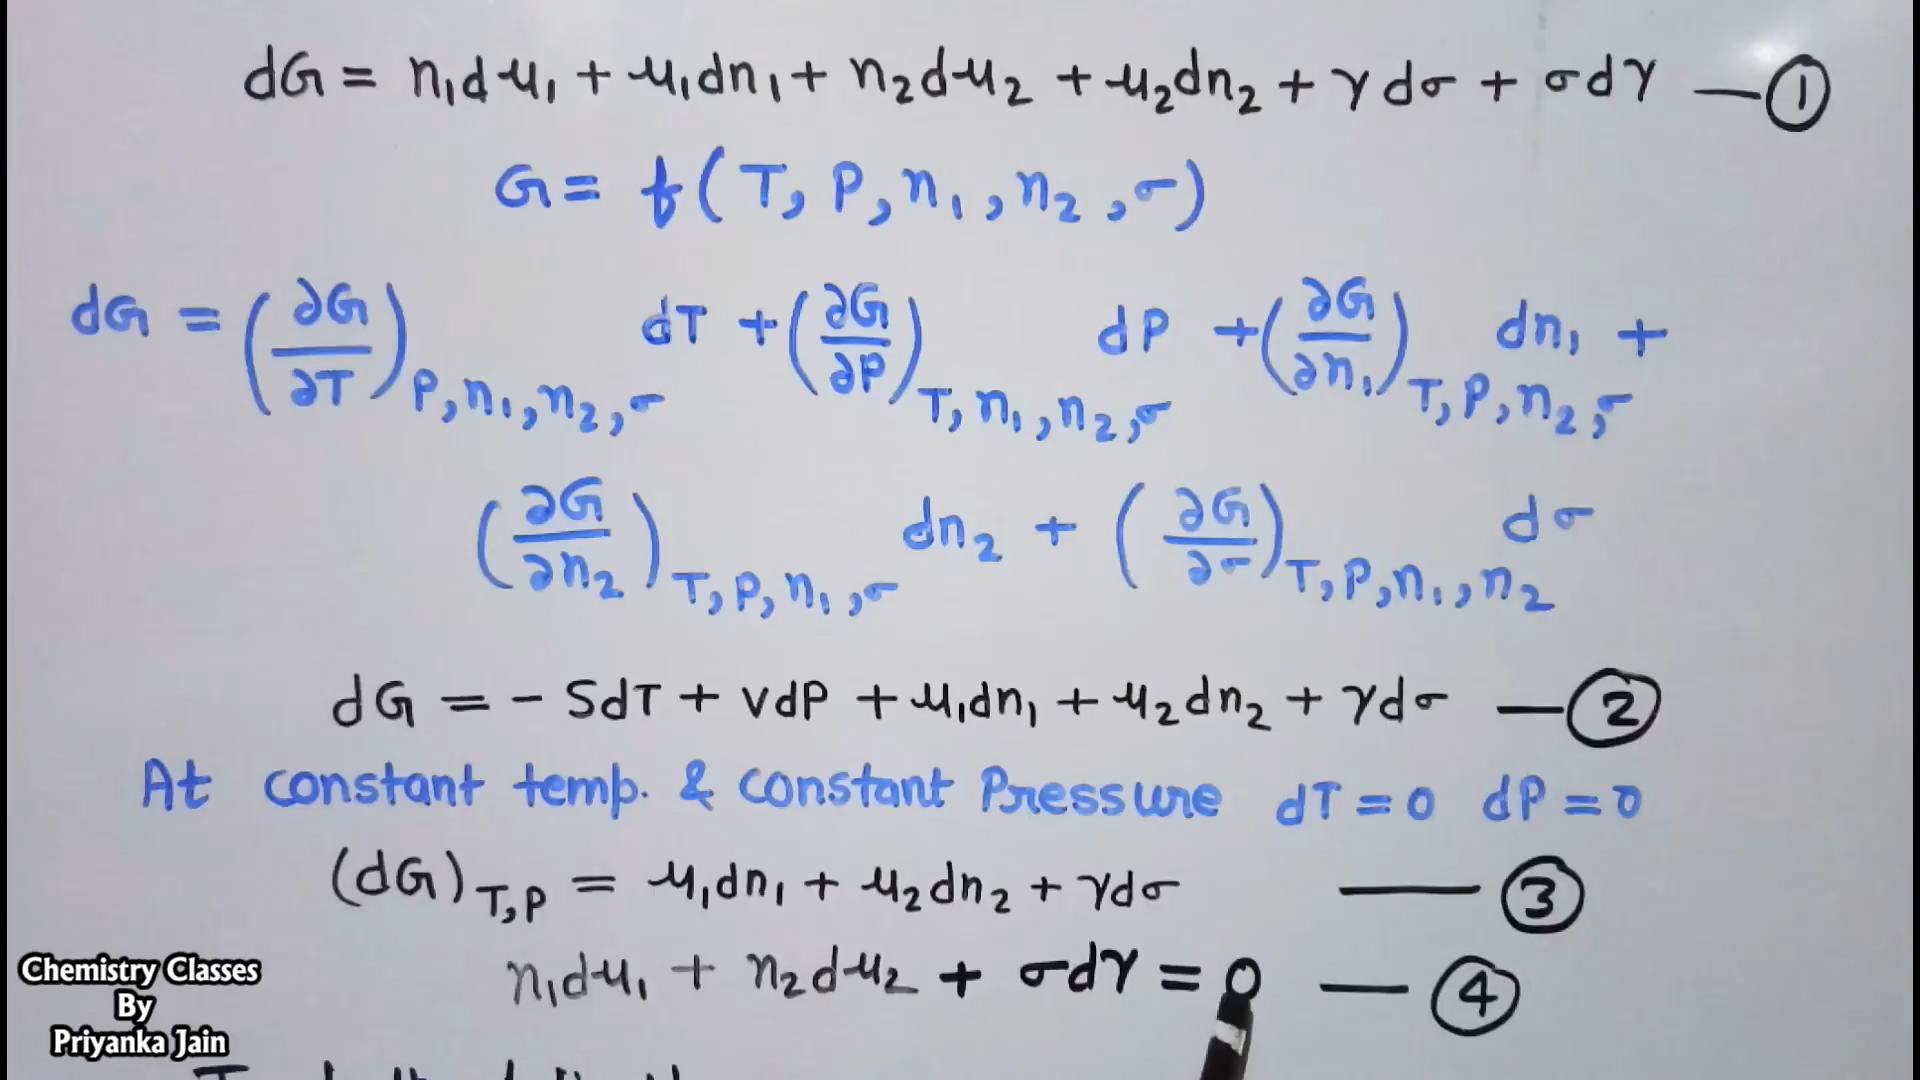 dG = n₁dμ₁ + μ₁dn₁ + n₂dμ₂ + μ₂dn₂ + γdσ + σdγ — ①
G = f(T, P, n₁, n₂, σ)
dG = (∂G/∂T)P,n₁,n₂,σ dT + (∂G/∂P)T,n₁,n₂,σ dP + (∂G/∂n₁)T,P,n₂,σ dn₁ +
(∂G/∂n₂)T,P,n₁,σ dn₂ + (∂G/∂σ)T,P,n₁,n₂ dσ
dG = - SdT + VdP + μ₁dn₁ + μ₂dn₂ + γdσ — ②
At constant temp. & constant Pressure dT = 0 dP = 0
(dG)T,P = μ₁dn₁ + μ₂dn₂ + γdσ — ③
n₁dμ₁ + n₂dμ₂ + σdγ = 0 — ④
Chemistry Classes
By
Priyanka Jain